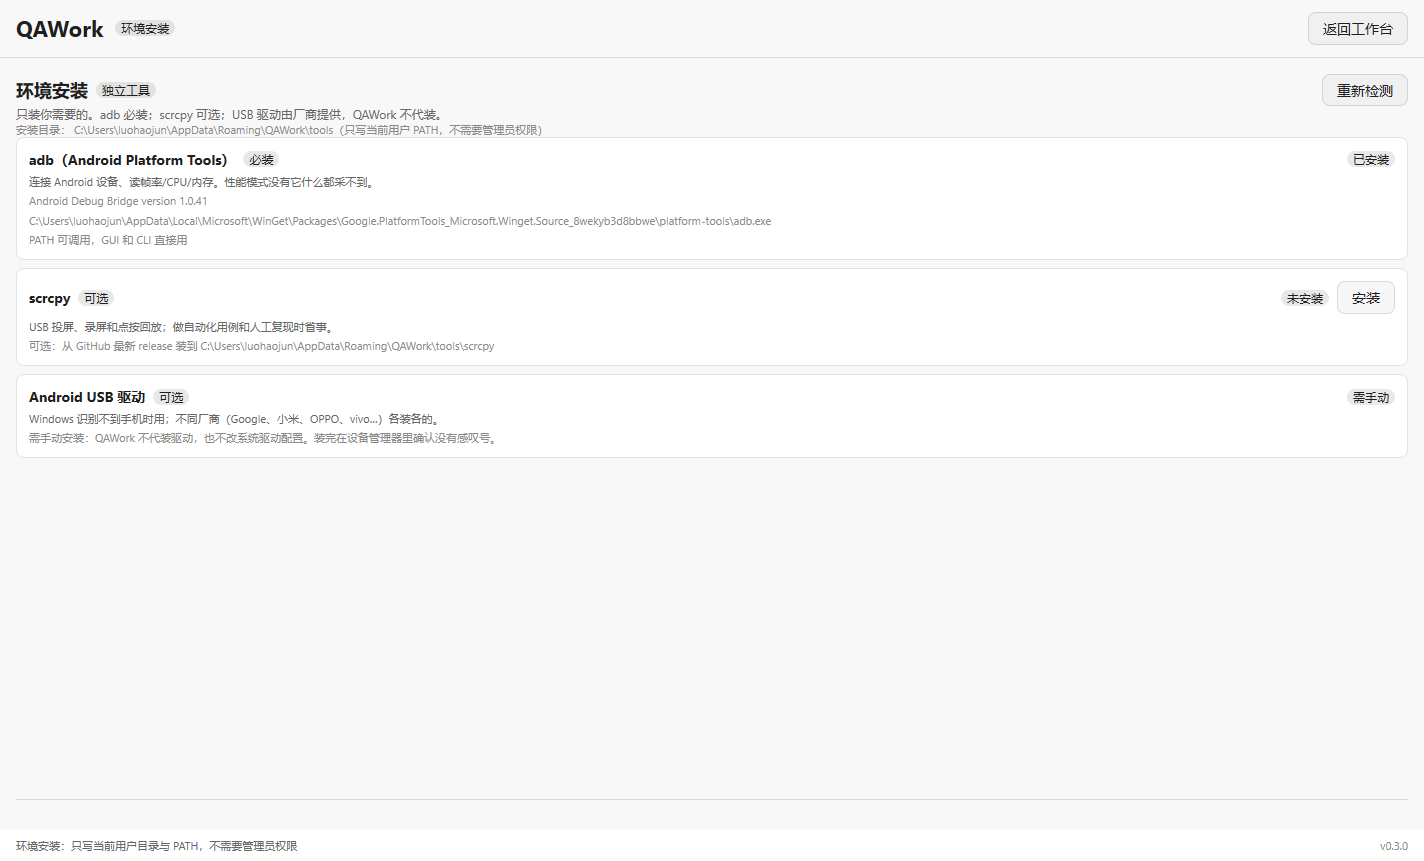 QAWork 环境安装 返回工作台
环境安装 独立工具 重新检测
只装你需要的。adb 必装；scrcpy 可选；USB 驱动由厂商提供，QAWork 不代装。
安装目录： C:\Users\luohaojun\AppData\Roaming\QAWork\tools（只写当前用户 PATH，不需要管理员权限）
adb（Android Platform Tools） 必装 已安装
连接 Android 设备、读帧率/CPU/内存。性能模式没有它什么都采不到。
Android Debug Bridge version 1.0.41
C:\Users\luohaojun\AppData\Local\Microsoft\WinGet\Packages\Google.PlatformTools_Microsoft.Winget.Source_8wekyb3d8bbwe\platform-tools\adb.exe
PATH 可调用，GUI 和 CLI 直接用
scrcpy 可选 未安装 安装
USB 投屏、录屏和点按回放；做自动化用例和人工复现时省事。
可选：从 GitHub 最新 release 装到 C:\Users\luohaojun\AppData\Roaming\QAWork\tools\scrcpy
Android USB 驱动 可选 需手动
Windows 识别不到手机时用；不同厂商（Google、小米、OPPO、vivo…）各装各的。
需手动安装：QAWork 不代装驱动，也不改系统驱动配置。装完在设备管理器里确认没有感叹号。
环境安装：只写当前用户目录与 PATH，不需要管理员权限 v0.3.0